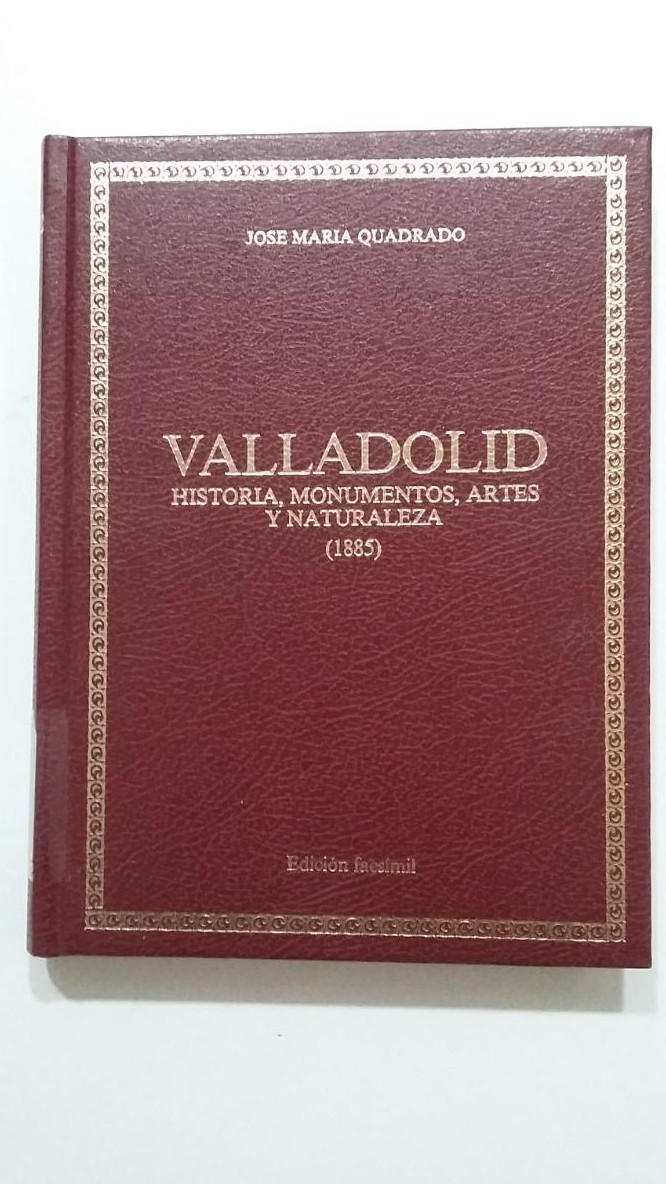 JOSE MARIA QUADRADO
VALLADOLID
HISTORIA, MONUMENTOS, ARTES
Y NATURALEZA
(1885)
Edición facsímil